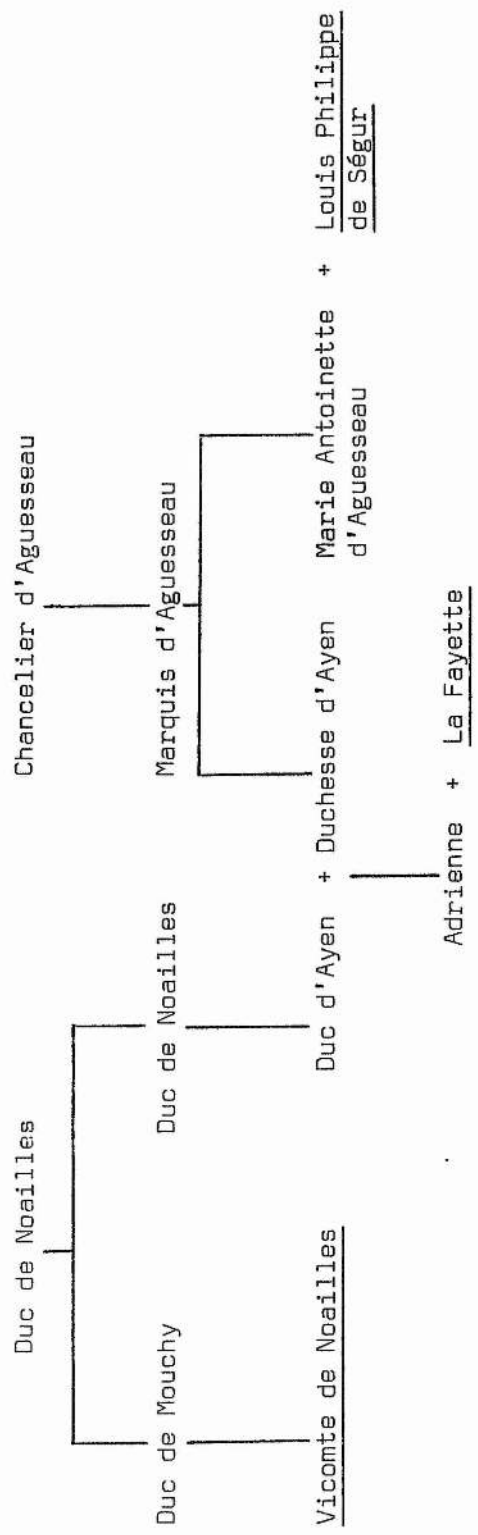 Duc de Noailles
Chancelier d'Aguesseau
Duc de Mouchy
Duc de Noailles
Marquis d'Aguesseau
Vicomte de Noailles
Duc d'Ayen + Duchesse d'Ayen
Marie Antoinette + Louis Philippe
d'Aguesseau
de Ségur
Adrienne + La Fayette